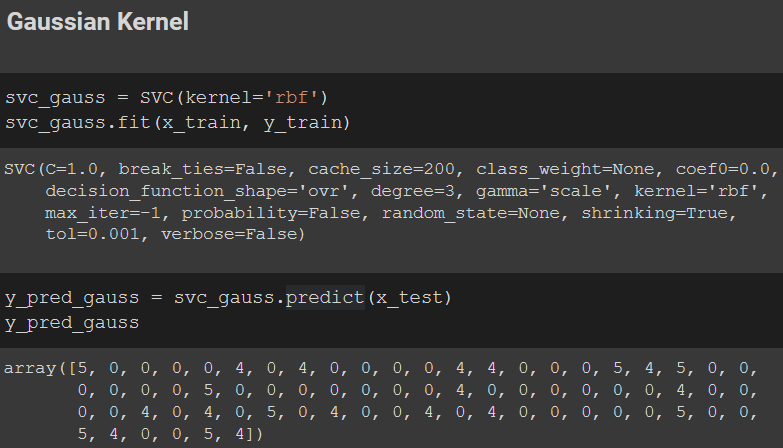 Gaussian Kernel
svc_gauss = SVC(kernel='rbf')
svc_gauss.fit(x_train, y_train)
SVC(C=1.0, break_ties=False, cache_size=200, class_weight=None, coef0=0.0,
    decision_function_shape='ovr', degree=3, gamma='scale', kernel='rbf',
    max_iter=-1, probability=False, random_state=None, shrinking=True,
    tol=0.001, verbose=False)
y_pred_gauss = svc_gauss.predict(x_test)
y_pred_gauss
array([5, 0, 0, 0, 0, 4, 0, 4, 0, 0, 0, 0, 4, 4, 0, 0, 0, 5, 4, 5, 0, 0,
       0, 0, 0, 0, 5, 0, 0, 0, 0, 0, 0, 0, 4, 0, 0, 0, 0, 0, 0, 4, 0, 0,
       0, 0, 4, 0, 4, 0, 5, 0, 4, 0, 0, 4, 0, 4, 0, 0, 0, 0, 0, 5, 0, 0,
       5, 4, 0, 0, 5, 4])